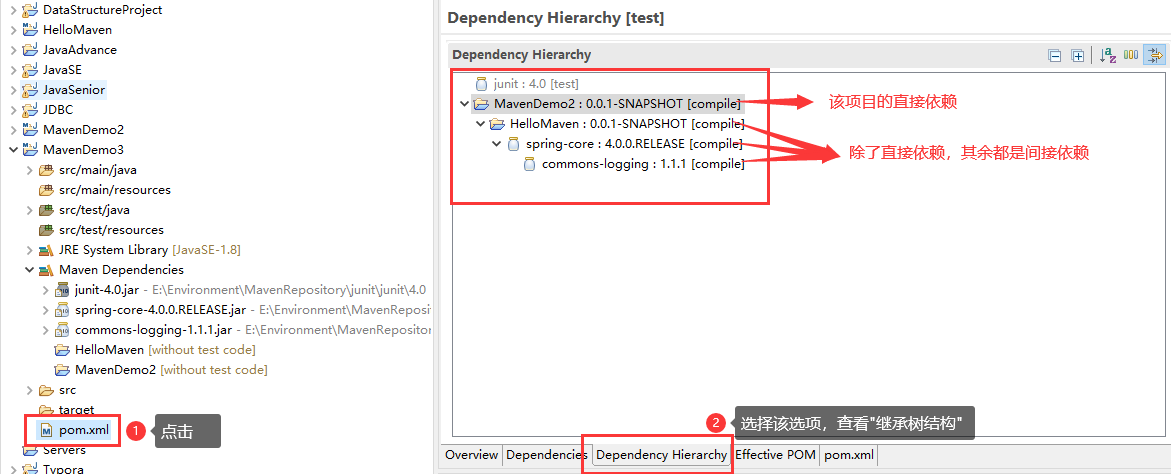 DataStructureProject
HelloMaven
JavaAdvance
JavaSE
JavaSenior
JDBC
MavenDemo2
MavenDemo3
src/main/java
src/main/resources
src/test/java
src/test/resources
JRE System Library [JavaSE-1.8]
Maven Dependencies
junit-4.0.jar - E:\Environment\MavenRepository\junit\junit\4.0
spring-core-4.0.0.RELEASE.jar - E:\Environment\MavenRepos
commons-logging-1.1.1.jar - E:\Environment\MavenReposito
HelloMaven [without test code]
MavenDemo2 [without test code]
src
target
pom.xml
1 点击
Servers
Typora
Dependency Hierarchy [test]
Dependency Hierarchy
junit : 4.0 [test]
MavenDemo2 : 0.0.1-SNAPSHOT [compile]
该项目的直接依赖
HelloMaven : 0.0.1-SNAPSHOT [compile]
spring-core : 4.0.0.RELEASE [compile]
除了直接依赖，其余都是间接依赖
commons-logging : 1.1.1 [compile]
2 选择该选项，查看"继承树结构"
Overview Dependencies Dependency Hierarchy Effective POM pom.xml